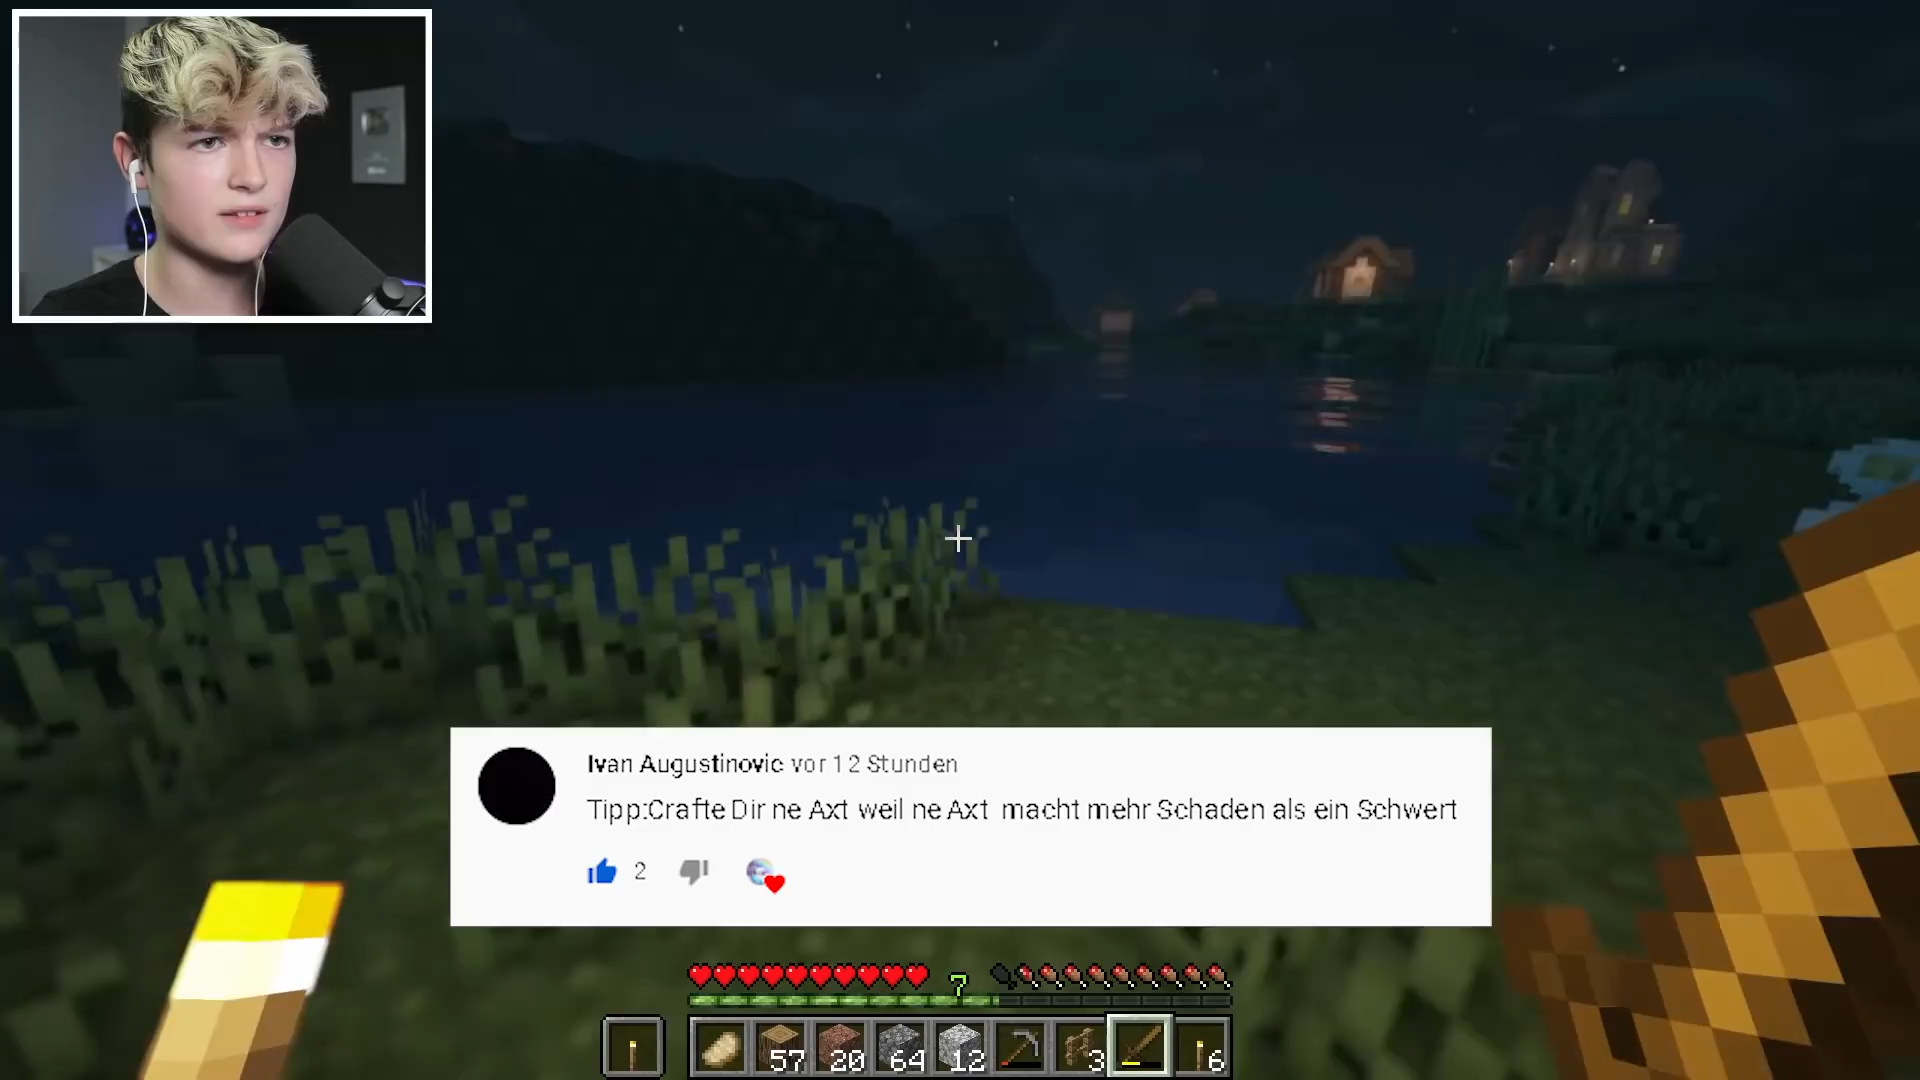 Ivan Augustinovic vor 12 Stunden
Tipp:Crafte Dir ne Axt weil ne Axt macht mehr Schaden als ein Schwert
2
7
57 20 64 12 3 6